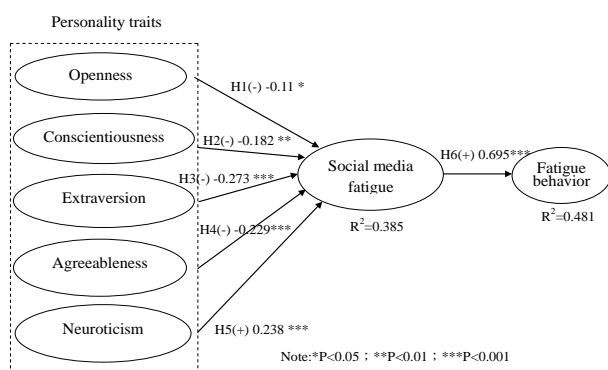 Personality traits
Openness
H1(-) -0.11 *
Conscientiousness
H2(-) -0.182 **
H3(-) -0.273 ***
Extraversion
H4(-) -0.229***
Agreeableness
H5(+) 0.238 ***
Neuroticism
Social media
fatigue
R²=0.385
H6(+) 0.695***
Fatigue
behavior
R²=0.481
Note:*P<0.05；**P<0.01；***P<0.001